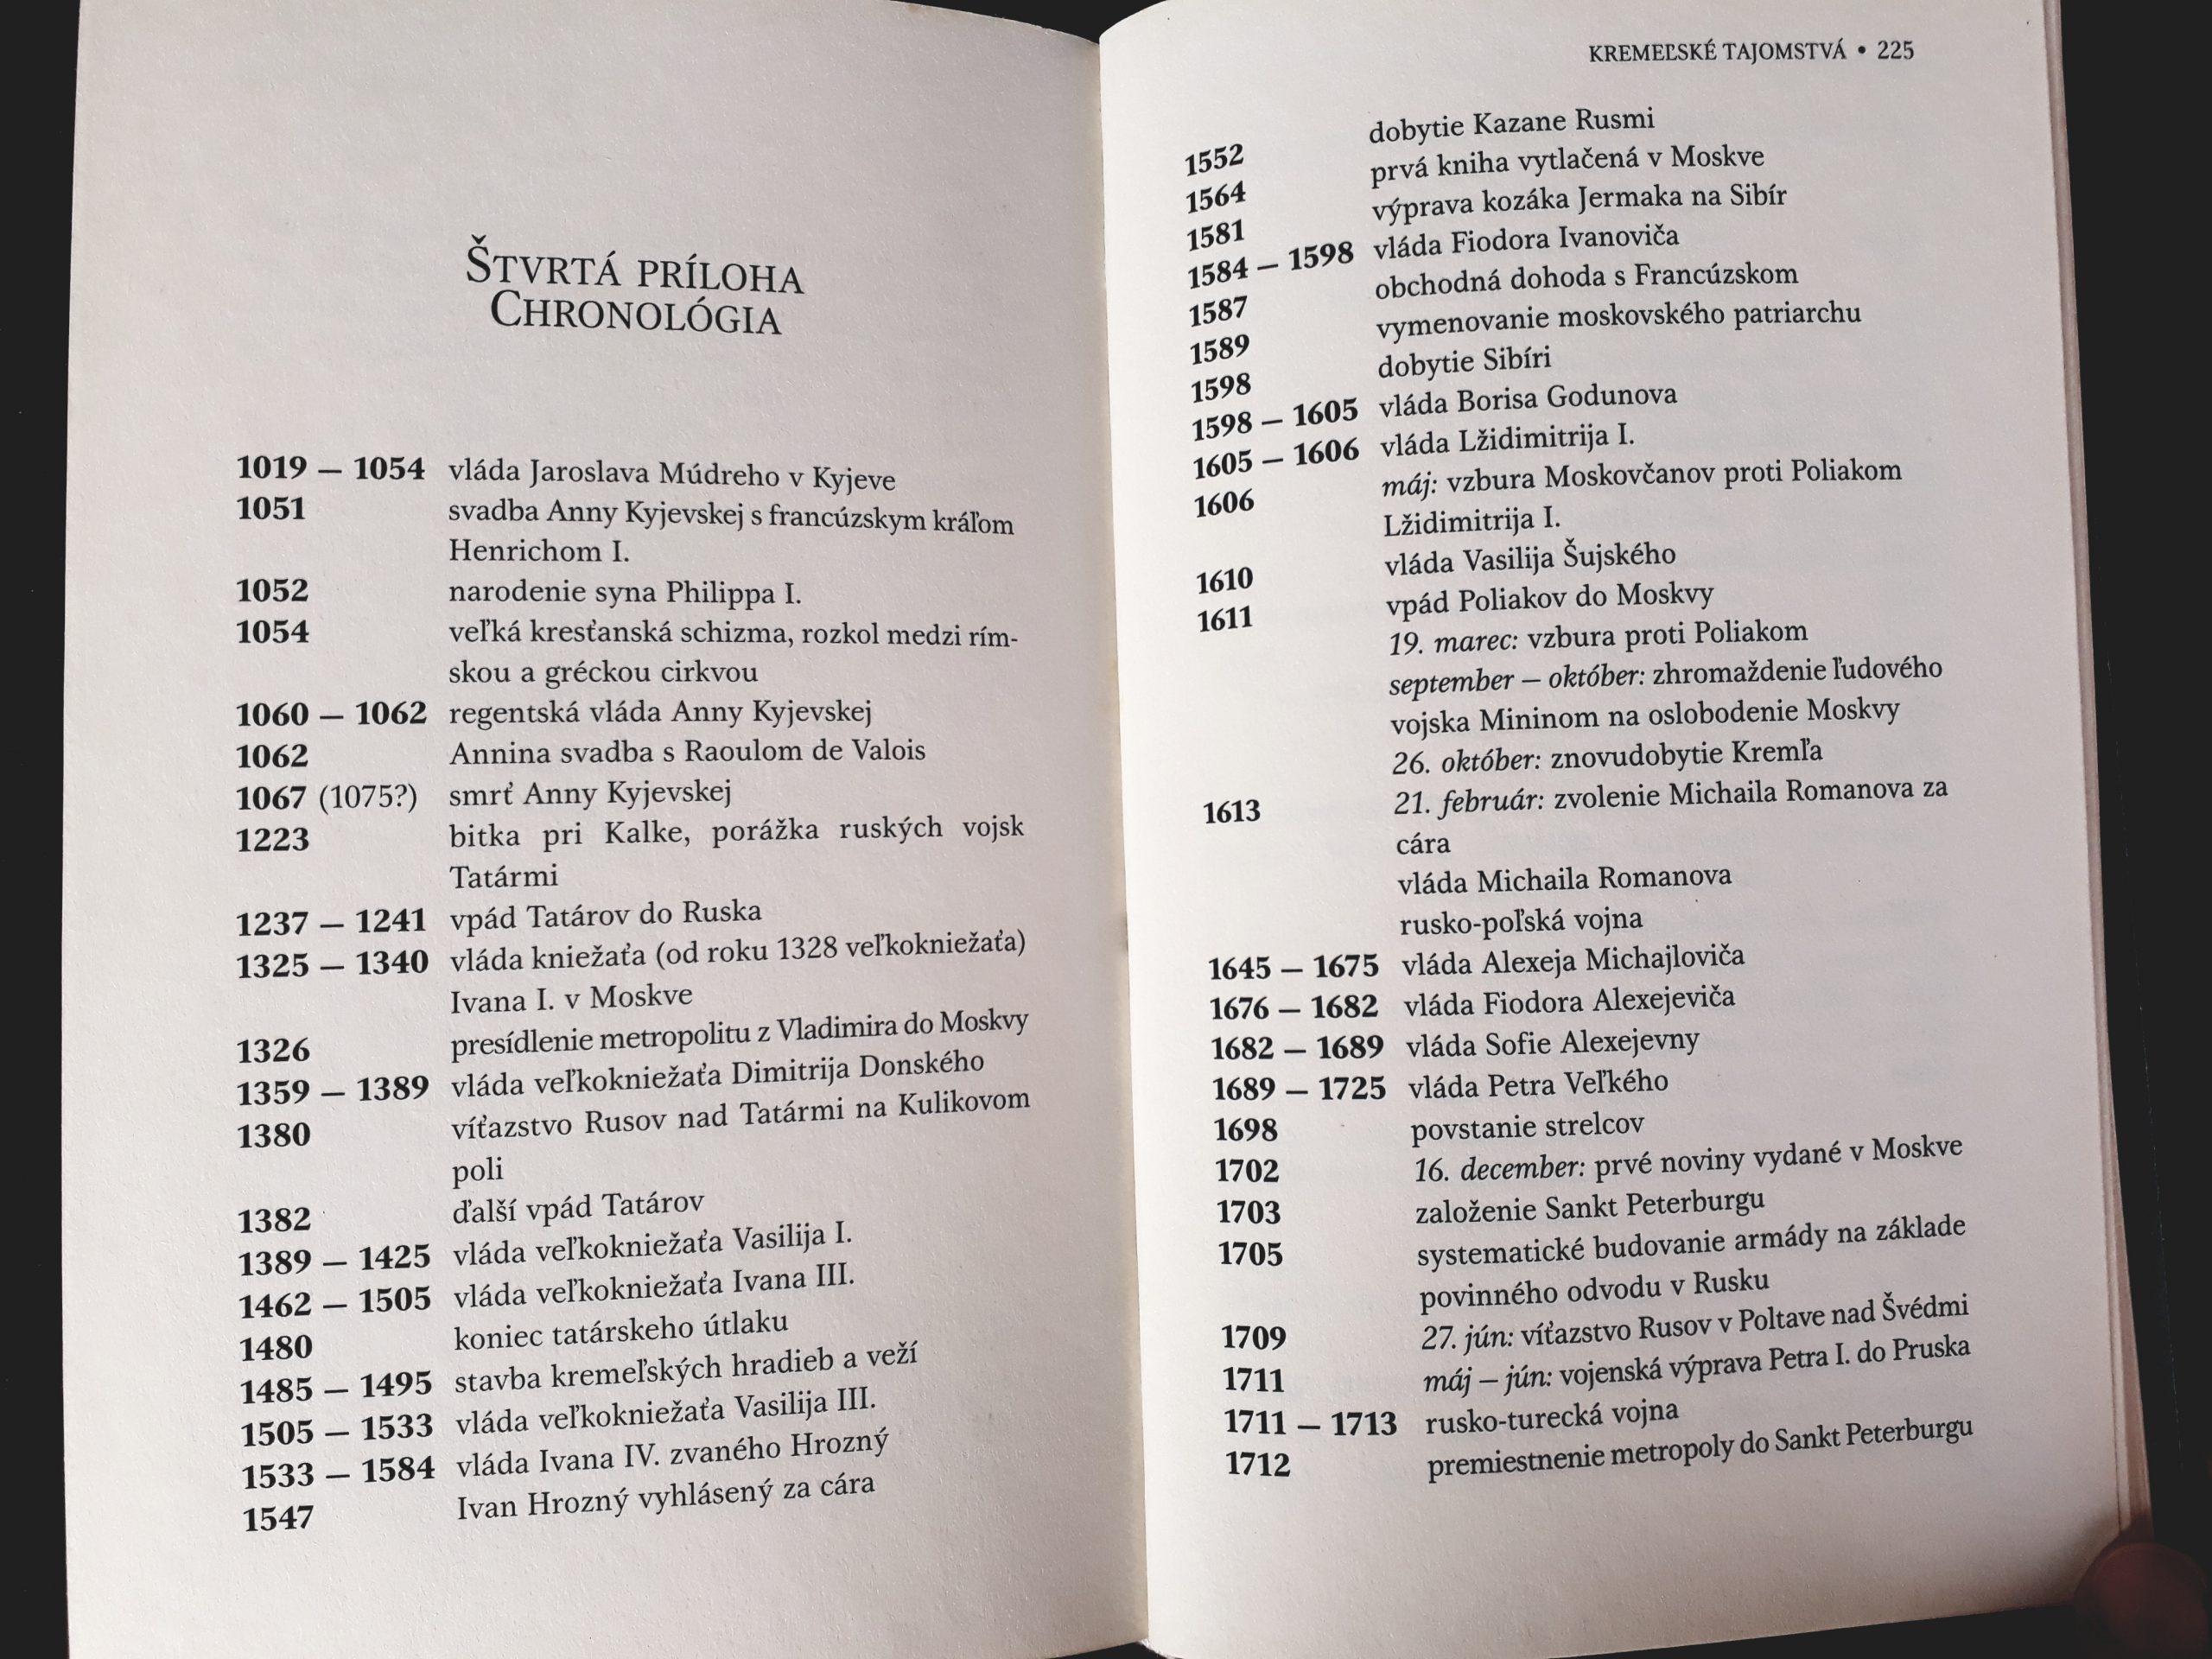 ŠTVRTÁ PRÍLOHA
CHRONOLÓGIA
1019 – 1054 vláda Jaroslava Múdreho v Kyjeve
1051 svadba Anny Kyjevskej s francúzskym kráľom
Henrichom I.
1052 narodenie syna Philippa I.
1054 veľká kresťanská schizma, rozkol medzi rím-
skou a gréckou cirkvou
1060 – 1062 regentská vláda Anny Kyjevskej
1062 Annina svadba s Raoulom de Valois
1067 (1075?) smrť Anny Kyjevskej
1223 bitka pri Kalke, porážka ruských vojsk
Tatármi
1237 – 1241 vpád Tatárov do Ruska
1325 – 1340 vláda kniežaťa (od roku 1328 veľkokniežaťa)
Ivana I. v Moskve
1326 presídlenie metropolitu z Vladimira do Moskvy
1359 – 1389 vláda veľkokniežaťa Dimitrija Donského
1380 víťazstvo Rusov nad Tatármi na Kulikovom
poli
1382 ďalší vpád Tatárov
1389 – 1425 vláda veľkokniežaťa Vasilija I.
1462 – 1505 vláda veľkokniežaťa Ivana III.
1480 koniec tatárskeho útlaku
1485 – 1495 stavba kremeľských hradieb a veží
1505 – 1533 vláda veľkokniežaťa Vasilija III.
1533 – 1584 vláda Ivana IV. zvaného Hrozný
1547 Ivan Hrozný vyhlásený za cára
KREMEĽSKÉ TAJOMSTVÁ • 225
1552 dobytie Kazane Rusmi
1564 prvá kniha vytlačená v Moskve
1581 výprava kozáka Jermaka na Sibír
1584 – 1598 vláda Fiodora Ivanoviča
1587 obchodná dohoda s Francúzskom
1589 vymenovanie moskovského patriarchu
1598 dobytie Sibíri
1598 – 1605 vláda Borisa Godunova
1605 – 1606 vláda Lžidimitrija I.
1606 máj: vzbura Moskovčanov proti Poliakom
Lžidimitrija I.
vláda Vasilija Šujského
1610 vpád Poliakov do Moskvy
1611 19. marec: vzbura proti Poliakom
september – október: zhromaždenie ľudového
vojska Mininom na oslobodenie Moskvy
26. október: znovudobytie Kremľa
1613 21. február: zvolenie Michaila Romanova za
cára
vláda Michaila Romanova
rusko-poľská vojna
1645 – 1675 vláda Alexeja Michajloviča
1676 – 1682 vláda Fiodora Alexejeviča
1682 – 1689 vláda Sofie Alexejevny
1689 – 1725 vláda Petra Veľkého
1698 povstanie strelcov
1702 16. december: prvé noviny vydané v Moskve
1703 založenie Sankt Peterburgu
1705 systematické budovanie armády na základe
povinného odvodu v Rusku
1709 27. jún: víťazstvo Rusov v Poltave nad Švédmi
1711 máj – jún: vojenská výprava Petra I. do Pruska
1711 – 1713 rusko-turecká vojna
1712 premiestnenie metropoly do Sankt Peterburgu